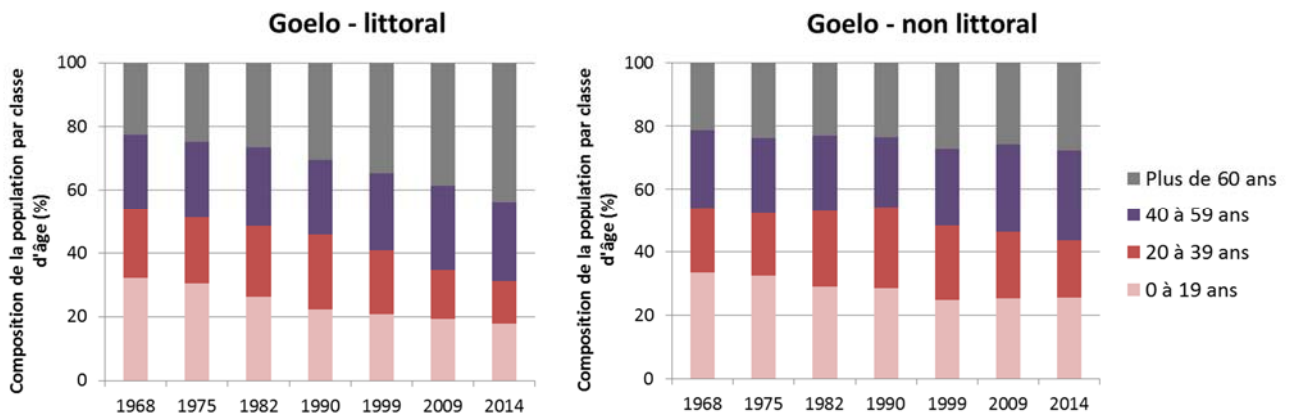 Goelo - littoral
Composition de la population par classe
d'âge (%)
100
80
60
40
20
0
1968 1975 1982 1990 1999 2009 2014
Goelo - non littoral
Composition de la population par classe
d'âge (%)
100
80
60
40
20
0
1968 1975 1982 1990 1999 2009 2014
Plus de 60 ans
40 à 59 ans
20 à 39 ans
0 à 19 ans